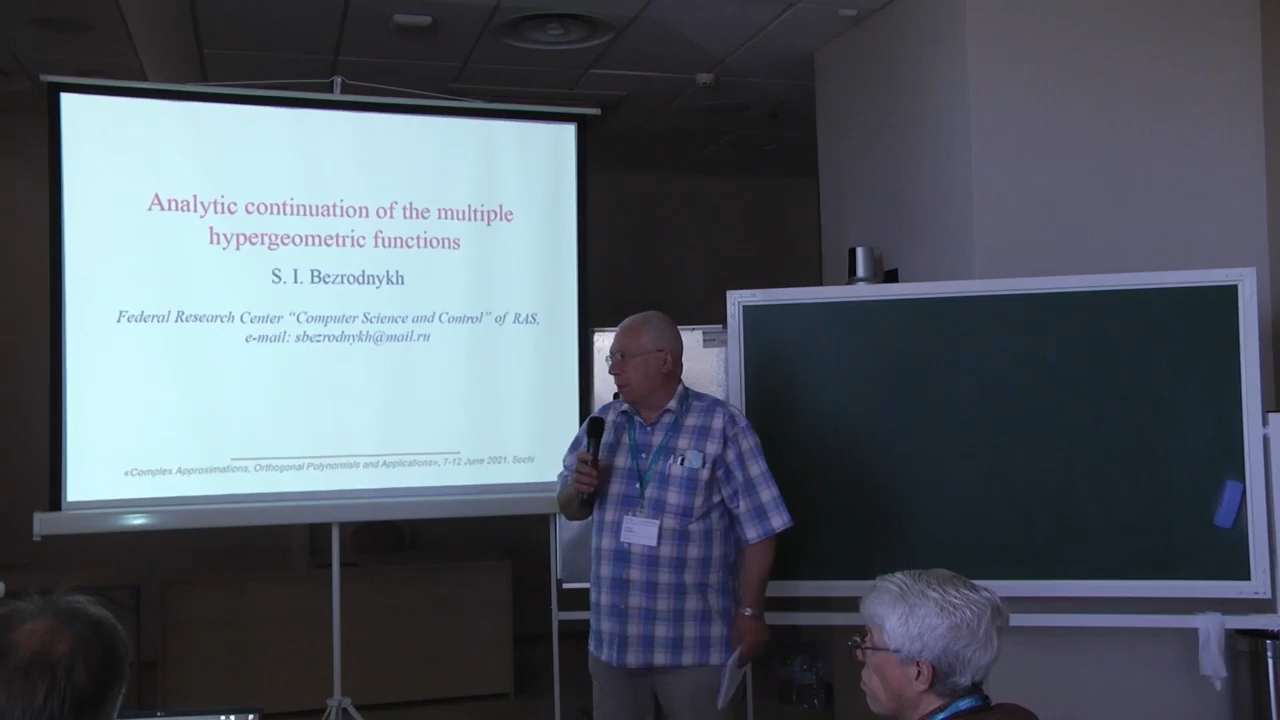 Analytic continuation of the multiple
hypergeometric functions
S. I. Bezrodnykh
Federal Research Center “Computer Science and Control” of RAS,
e-mail: sbezrodnykh@mail.ru
«Complex Approximations, Orthogonal Polynomials and Applications», 7-12 June 2021, Sochi